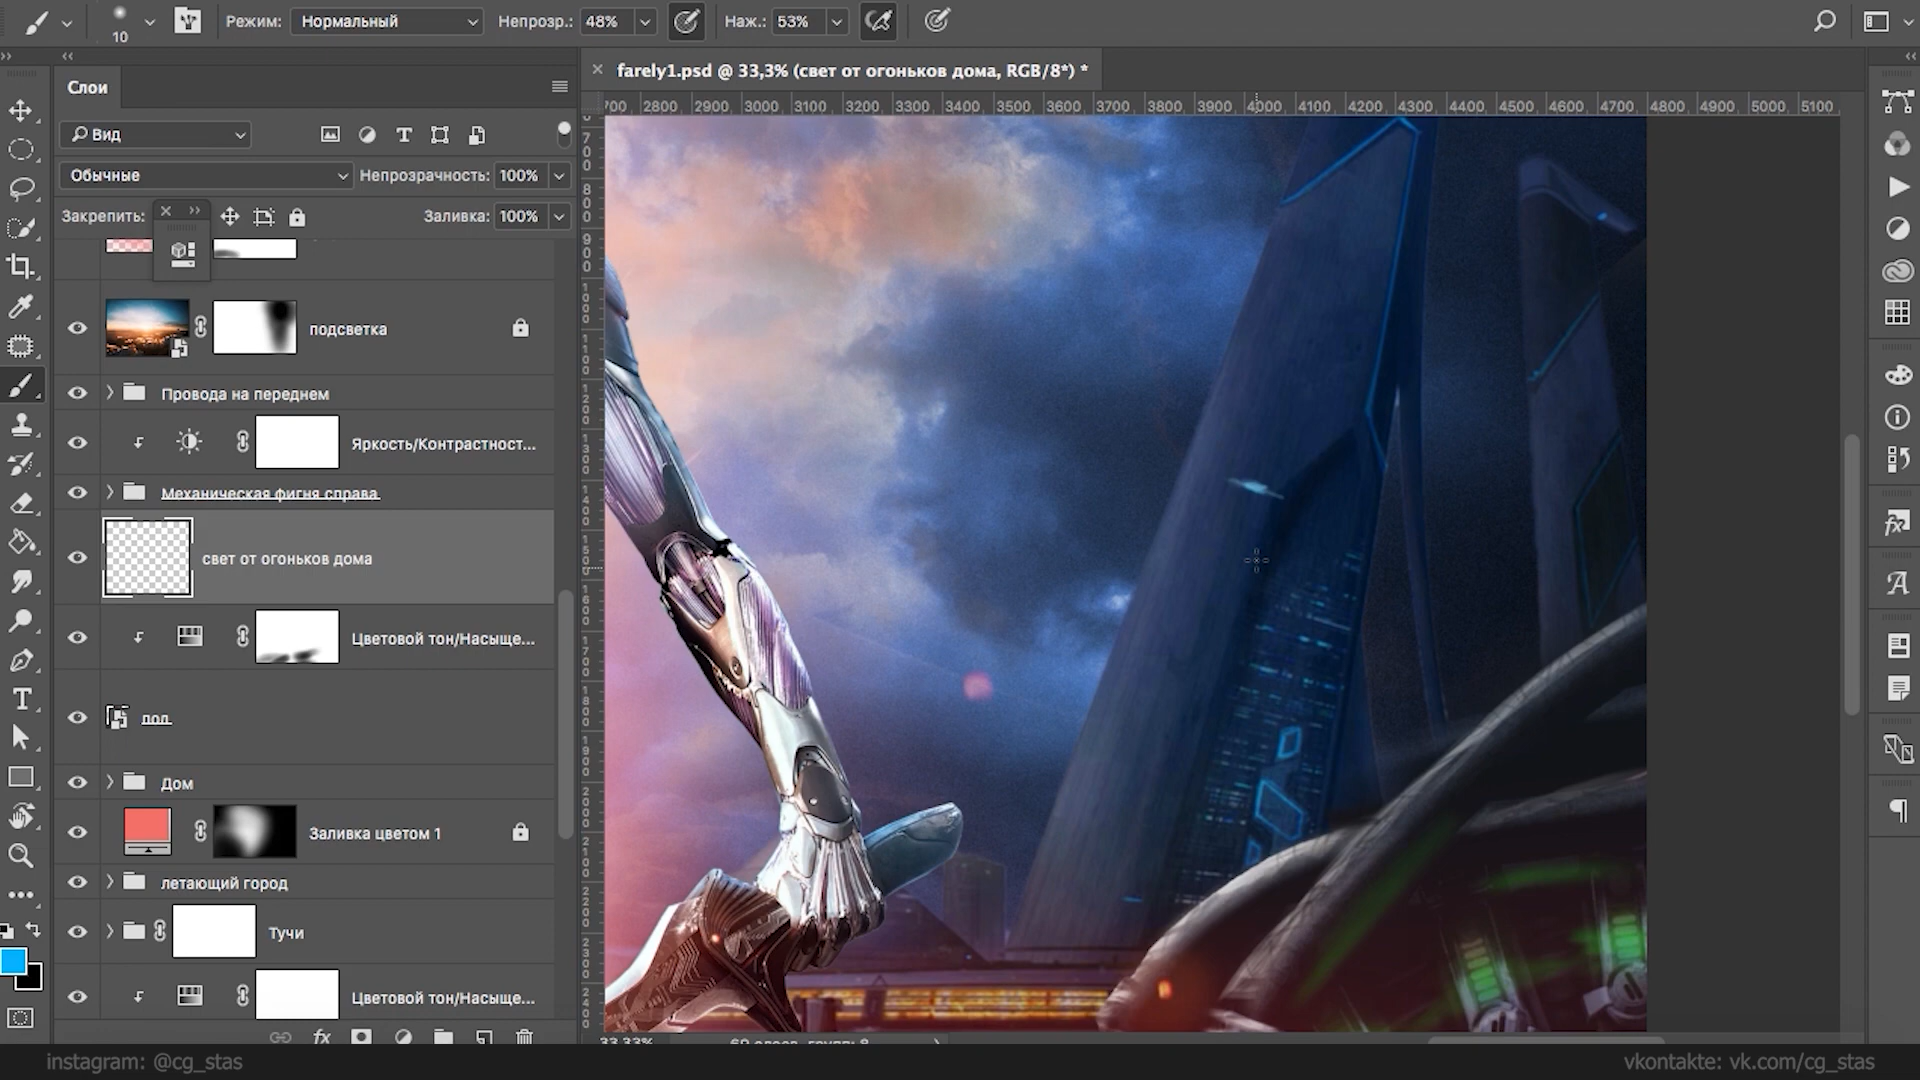 10
Режим:
Нормальный
Непрозр.:
48%
Наж.:
53%
Слои
farely1.psd @ 33,3% (свет от огоньков дома, RGB/8*) *
2800 2900 3000 3100 3200 3300 3400 3500 3600 3700 3800 3900 4000 4100 4200 4300 4400 4500 4600 4700 4800 4900 5000 5100
Вид
Обычные
Непрозрачность:
100%
Закрепить:
Заливка:
100%
подсветка
Провода на переднем
Яркость/Контрастност...
Механическая фигня справа
свет от огоньков дома
Цветовой тон/Насыще...
пол
Дом
Заливка цветом 1
летающий город
Тучи
Цветовой тон/Насыще...
fx
33,33%
instagram: @cg_stas
vkontakte: vk.com/cg_stas